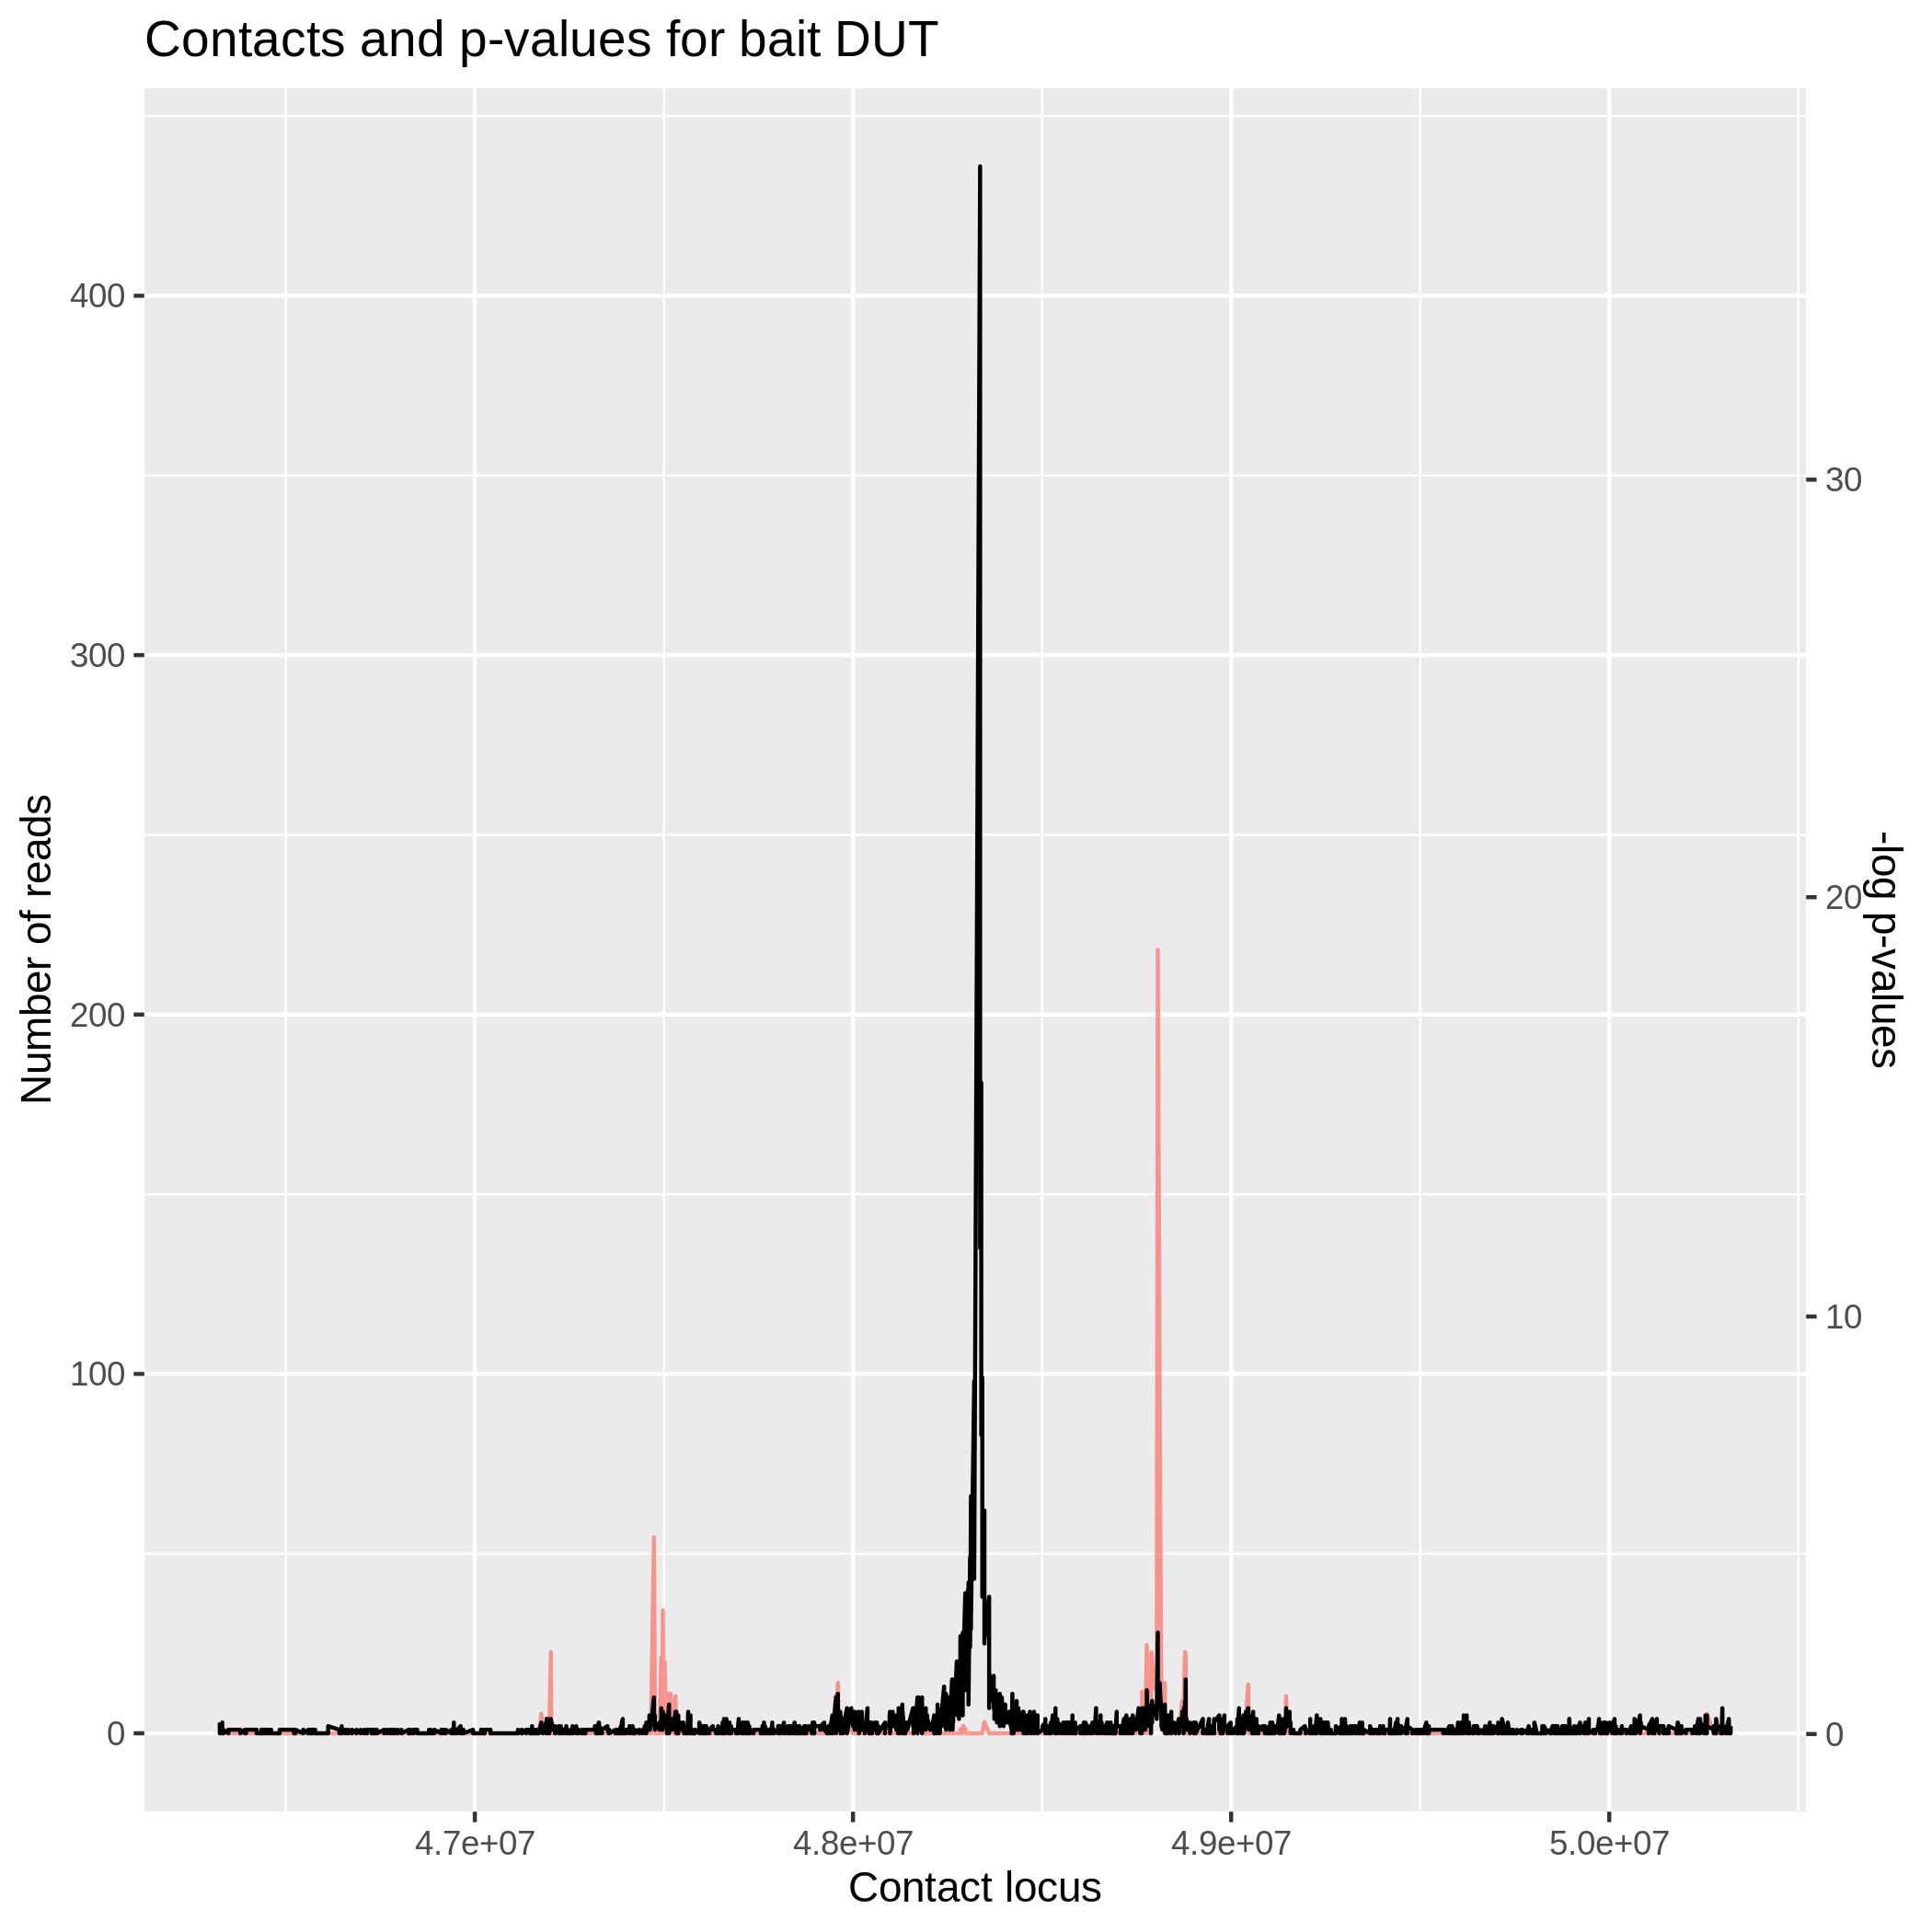 Contacts and p-values for bait DUT
400
300
200
100
0
Number of reads
30
20
10
0
-log p-values
4.7e+07
4.8e+07
4.9e+07
5.0e+07
Contact locus